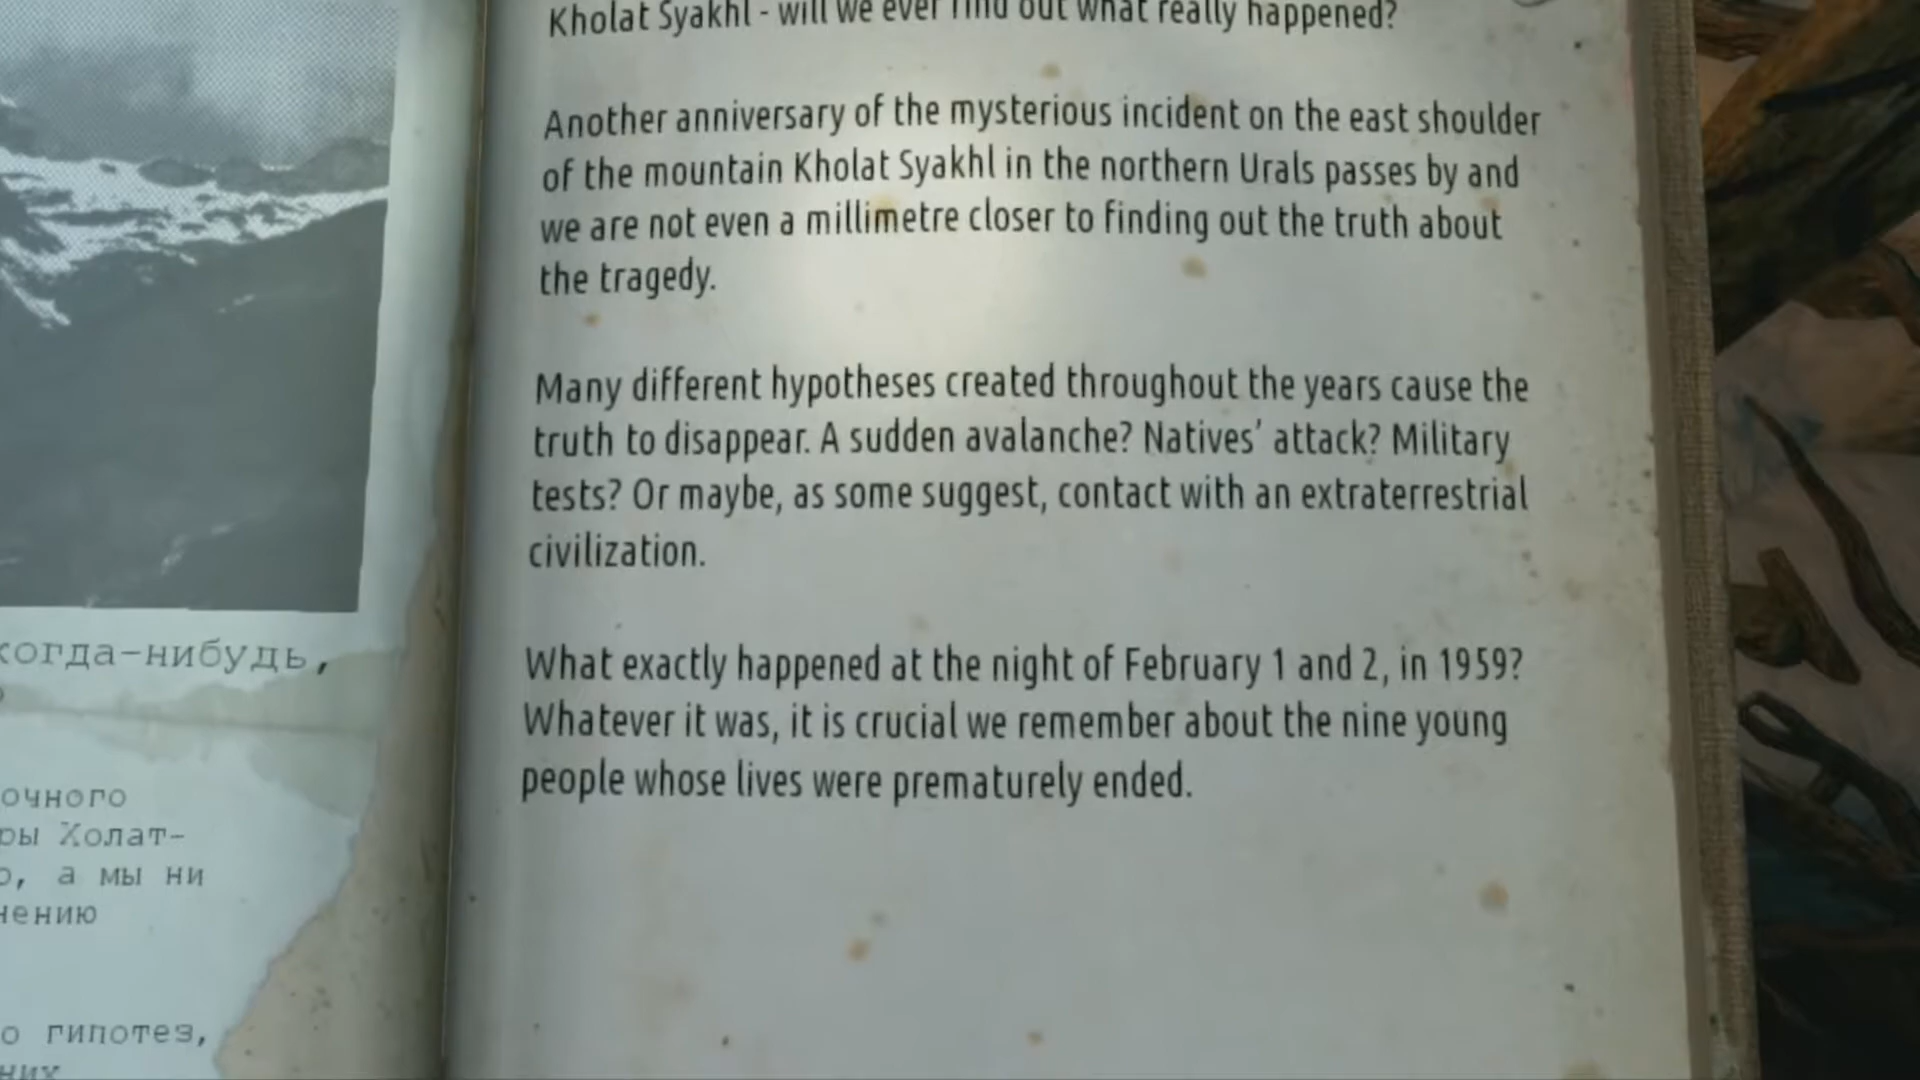 когда-нибудь,
очного
ры Холат-
о, а мы ни
нению
о гипотез,
них
Kholat Syakhl - will we ever find out what really happened?
Another anniversary of the mysterious incident on the east shoulder
of the mountain Kholat Syakhl in the northern Urals passes by and
we are not even a millimetre closer to finding out the truth about
the tragedy.
Many different hypotheses created throughout the years cause the
truth to disappear. A sudden avalanche? Natives' attack? Military
tests? Or maybe, as some suggest, contact with an extraterrestrial
civilization.
What exactly happened at the night of February 1 and 2, in 1959?
Whatever it was, it is crucial we remember about the nine young
people whose lives were prematurely ended.